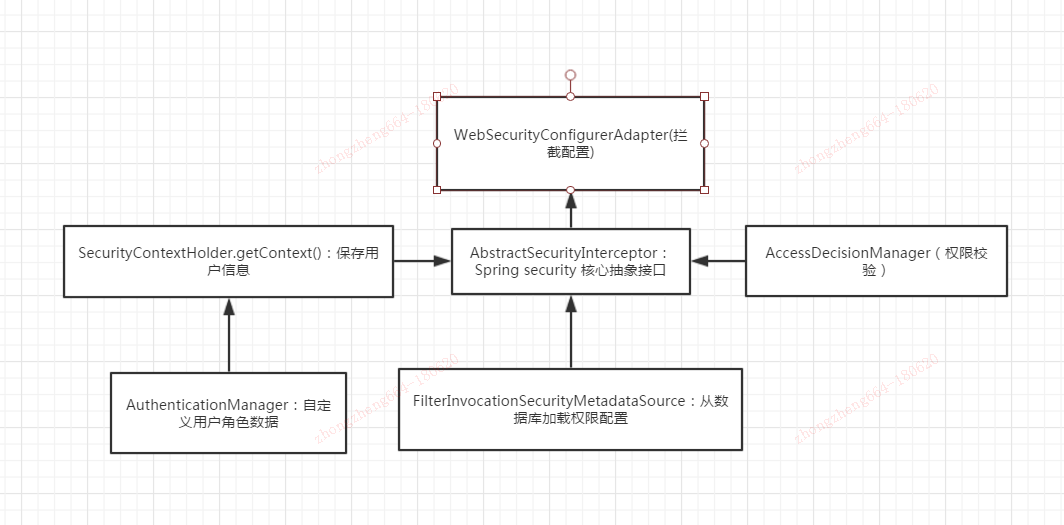 zhongzheng664-180620
zhongzheng664-180620
WebSecurityConfigurerAdapter(拦
截配置)
SecurityContextHolder.getContext()：保存用
户信息
AbstractSecurityInterceptor：
Spring security 核心抽象接口
AccessDecisionManager（权限校
验）
zhongzheng664-180620
zhongzheng664-180620
AuthenticationManager：自定
义用户角色数据
FilterInvocationSecurityMetadataSource：从数
据库加载权限配置